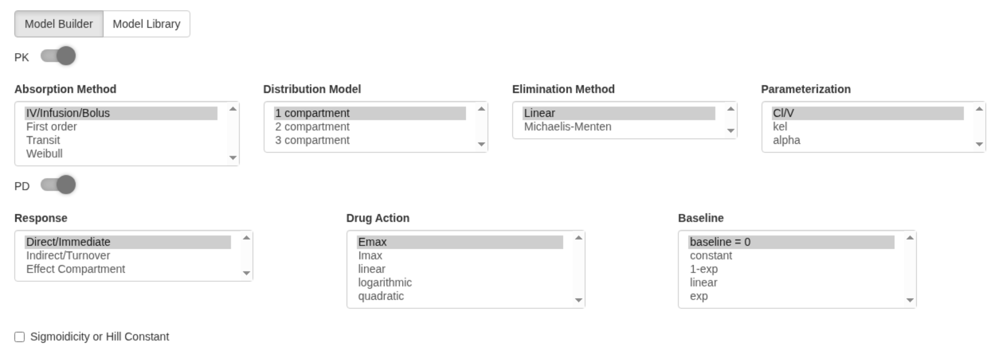 Model Builder Model Library
PK
Absorption Method Distribution Model Elimination Method Parameterization
IV/Infusion/Bolus 1 compartment Linear Cl/V
First order 2 compartment Michaelis-Menten kel
Transit 3 compartment alpha
Weibull
PD
Response Drug Action Baseline
Direct/Immediate Emax baseline = 0
Indirect/Turnover Imax constant
Effect Compartment linear 1-exp
logarithmic linear
quadratic exp
Sigmoidicity or Hill Constant